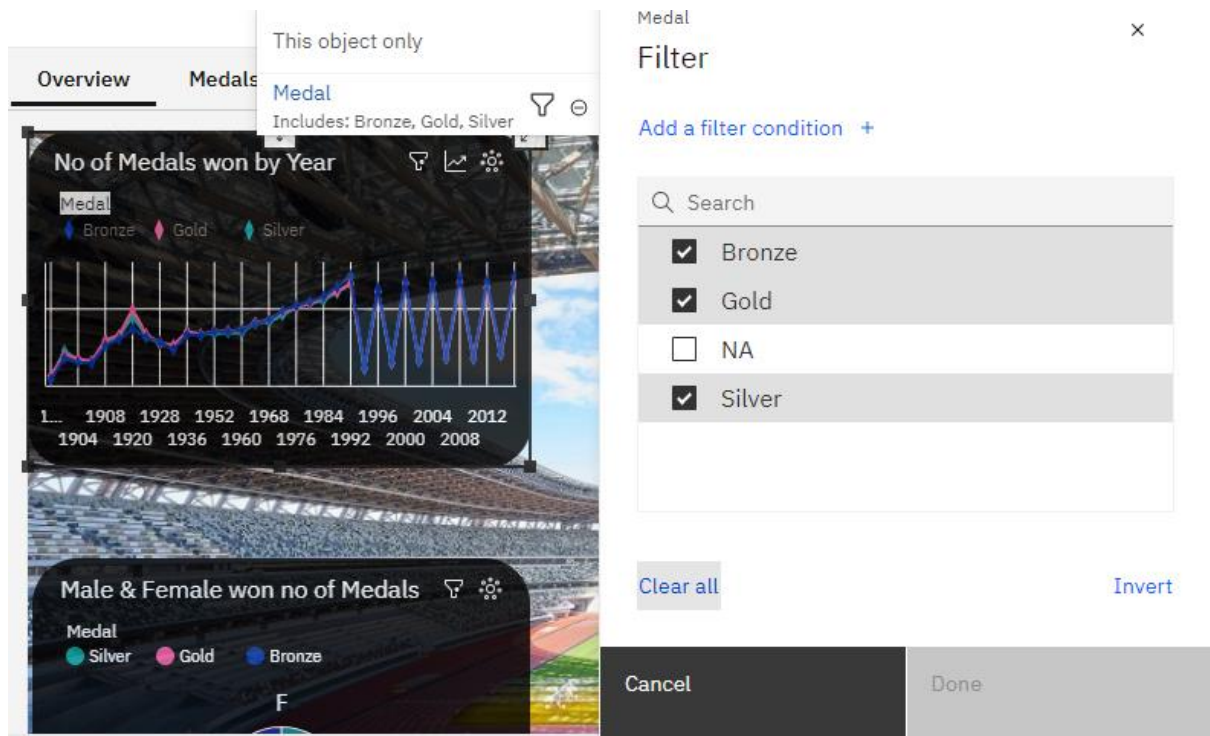 This object only
Overview Medals
Medal
Includes: Bronze, Gold, Silver
No of Medals won by Year
Medal
Bronze Gold Silver
1... 1908 1928 1952 1968 1984 1996 2004 2012
1904 1920 1936 1960 1976 1992 2000 2008
Male & Female won no of Medals
Medal
Silver Gold Bronze
F
Medal
Filter
Add a filter condition +
Search
Bronze
Gold
NA
Silver
Clear all Invert
Cancel Done